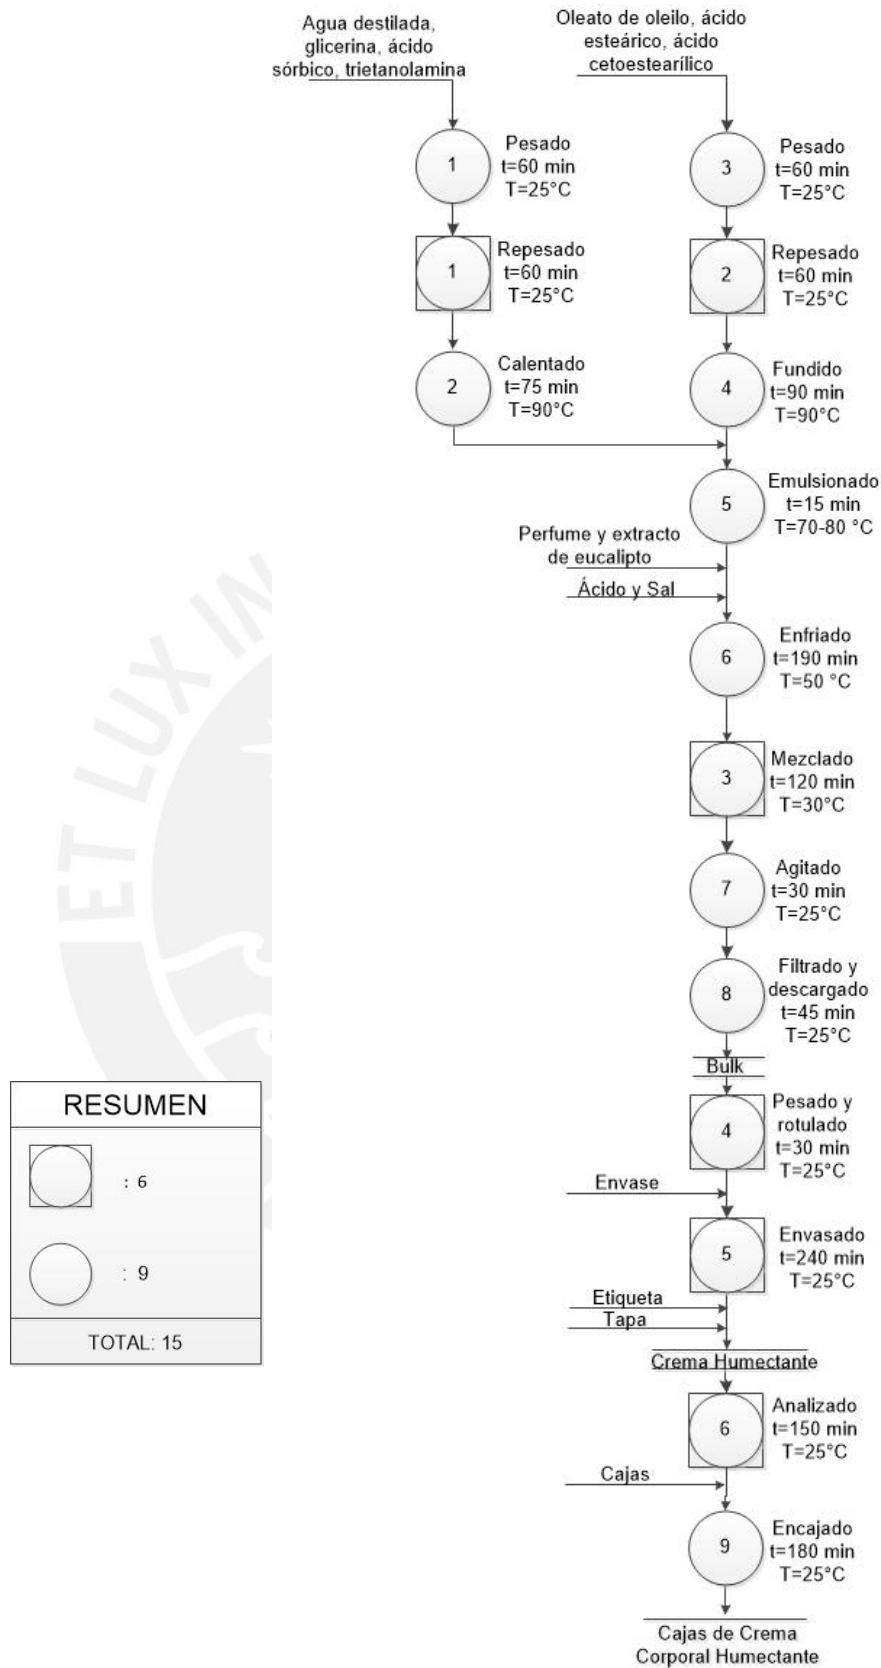 Agua destilada,
glicerina, ácido
sórbico, trietanolamina
Oleato de oleilo, ácido
esteárico, ácido
cetoestearílico
1
Pesado
t=60 min
T=25°C
3
Pesado
t=60 min
T=25°C
1
Repesado
t=60 min
T=25°C
2
Repesado
t=60 min
T=25°C
2
Calentado
t=75 min
T=90°C
4
Fundido
t=90 min
T=90°C
5
Emulsionado
t=15 min
T=70-80 °C
Perfume y extracto
de eucalipto
Ácido y Sal
6
Enfriado
t=190 min
T=50 °C
3
Mezclado
t=120 min
T=30°C
7
Agitado
t=30 min
T=25°C
8
Filtrado y
descargado
t=45 min
T=25°C
Bulk
4
Pesado y
rotulado
t=30 min
T=25°C
Envase
5
Envasado
t=240 min
T=25°C
Etiqueta
Tapa
Crema Humectante
6
Analizado
t=150 min
T=25°C
Cajas
9
Encajado
t=180 min
T=25°C
Cajas de Crema
Corporal Humectante
RESUMEN
: 6
: 9
TOTAL: 15
ET LUX IN